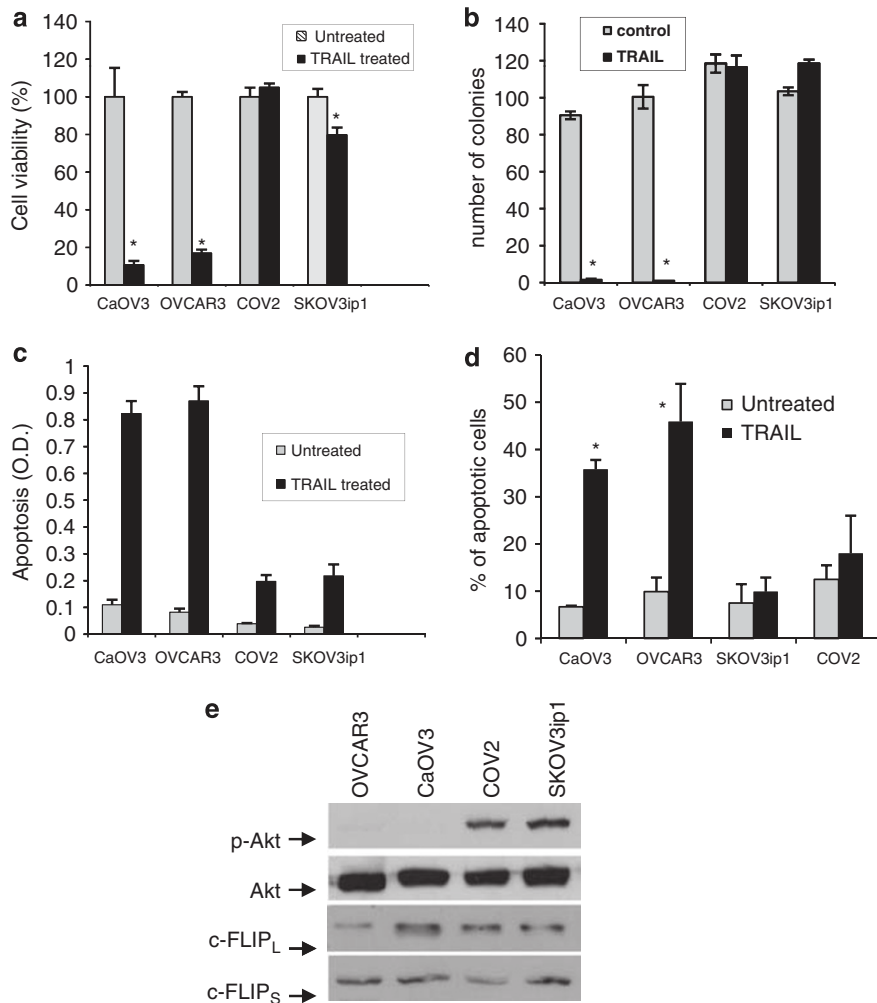 a
140
120
100
80
60
40
20
0
Cell viability (%)
Untreated
TRAIL treated
*
*
*
CaOV3 OVCAR3 COV2 SKOV3ip1
b
140
120
100
80
60
40
20
0
number of colonies
control
TRAIL
*
*
CaOV3 OVCAR3 COV2 SKOV3ip1
c
1
0.9
0.8
0.7
0.6
0.5
0.4
0.3
0.2
0.1
0
Apoptosis (O.D.)
Untreated
TRAIL treated
CaOV3 OVCAR3 COV2 SKOV3ip1
d
60
50
40
30
20
10
0
% of apoptotic cells
Untreated
TRAIL
*
*
CaOV3 OVCAR3 SKOV3ip1 COV2
e
OVCAR3
CaOV3
COV2
SKOV3ip1
p-Akt
Akt
c-FLIPL
c-FLIPS